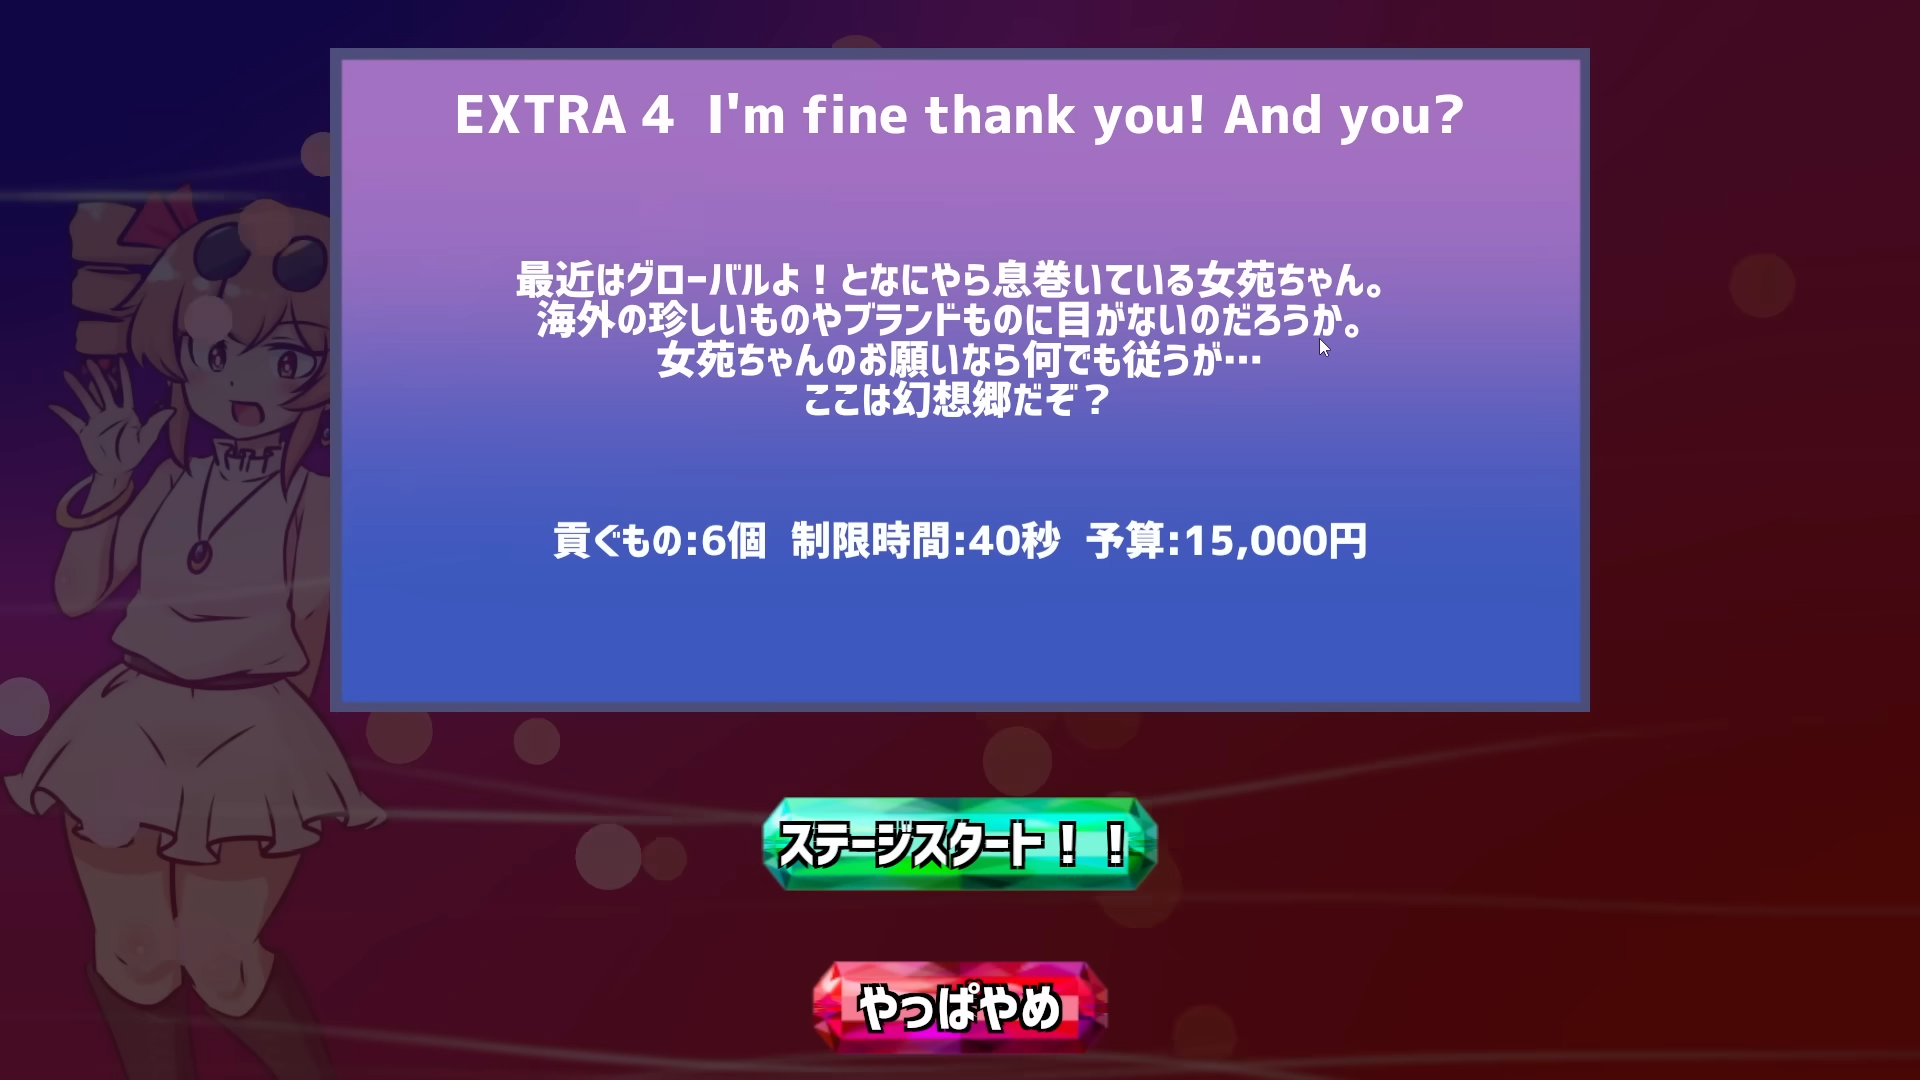 EXTRA 4 I'm fine thank you! And you?
最近はグローバルよ！となにやら息巻いている女苑ちゃん。
海外の珍しいものやブランドものに目がないのだろうか。
女苑ちゃんのお願いなら何でも従うが…
ここは幻想郷だぞ？
貢ぐもの:6個 制限時間:40秒 予算:15,000円
ステージスタート！！
やっぱやめ